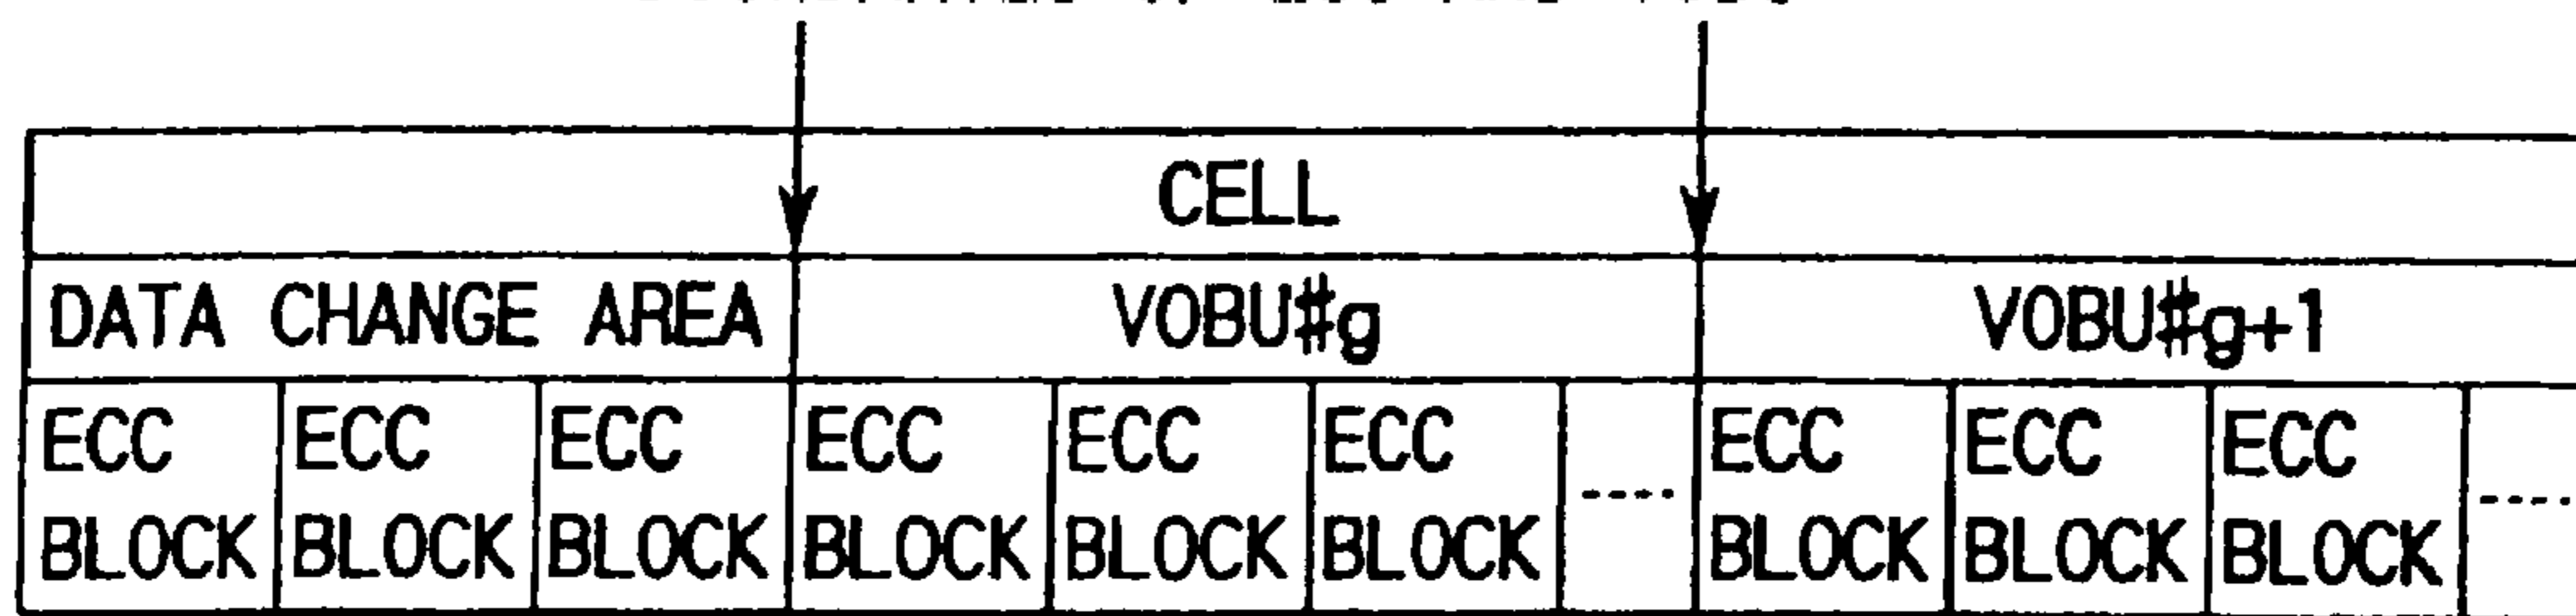 CELL
DATA CHANGE AREA VOBU#g VOBU#g+1
ECC ECC ECC ECC ECC ECC ECC ECC ECC
BLOCK BLOCK BLOCK BLOCK BLOCK BLOCK ---- BLOCK BLOCK BLOCK ----